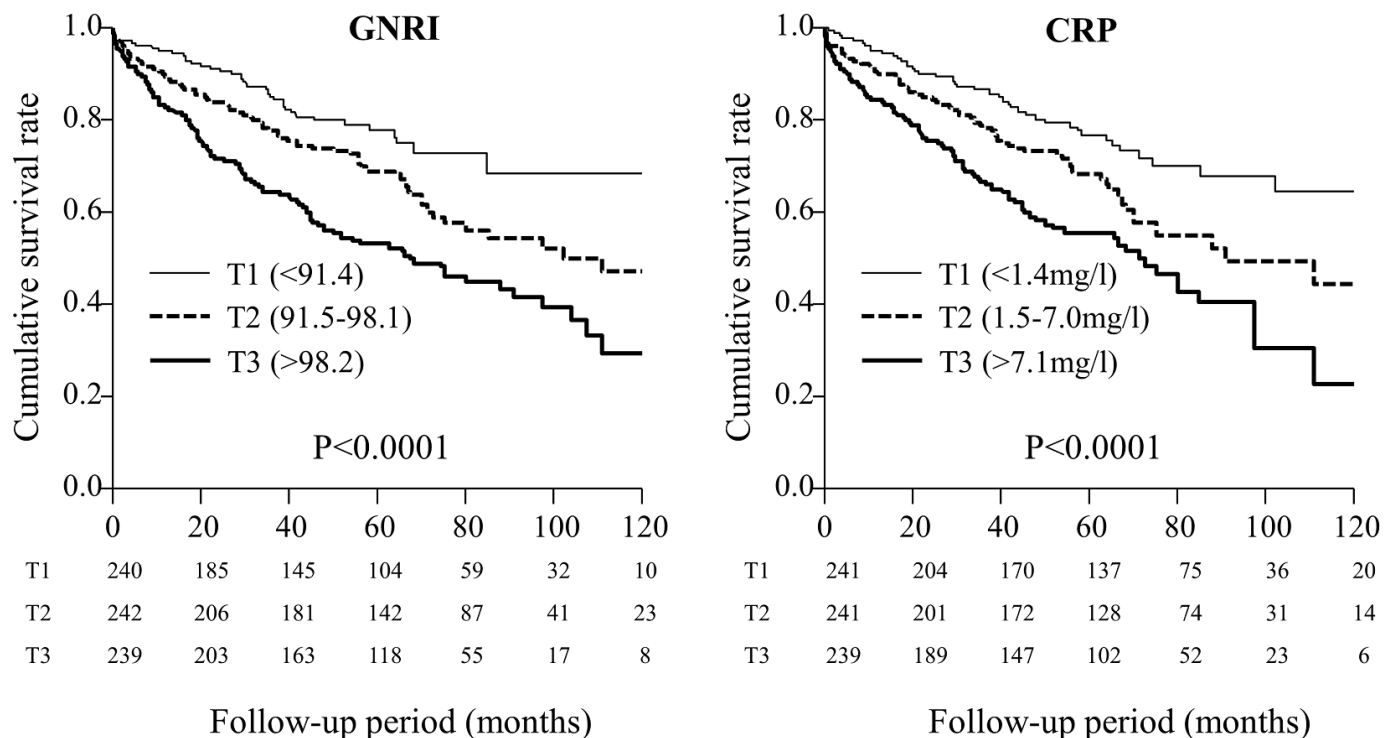 GNRI
Cumulative survival rate
1.0
0.8
0.6
0.4
0.2
0.0
T1 (<91.4)
T2 (91.5-98.1)
T3 (>98.2)
P<0.0001
0 20 40 60 80 100 120
T1 240 185 145 104 59 32 10
T2 242 206 181 142 87 41 23
T3 239 203 163 118 55 17 8
Follow-up period (months)
CRP
Cumulative survival rate
1.0
0.8
0.6
0.4
0.2
0.0
T1 (<1.4mg/l)
T2 (1.5-7.0mg/l)
T3 (>7.1mg/l)
P<0.0001
0 20 40 60 80 100 120
T1 241 204 170 137 75 36 20
T2 241 201 172 128 74 31 14
T3 239 189 147 102 52 23 6
Follow-up period (months)